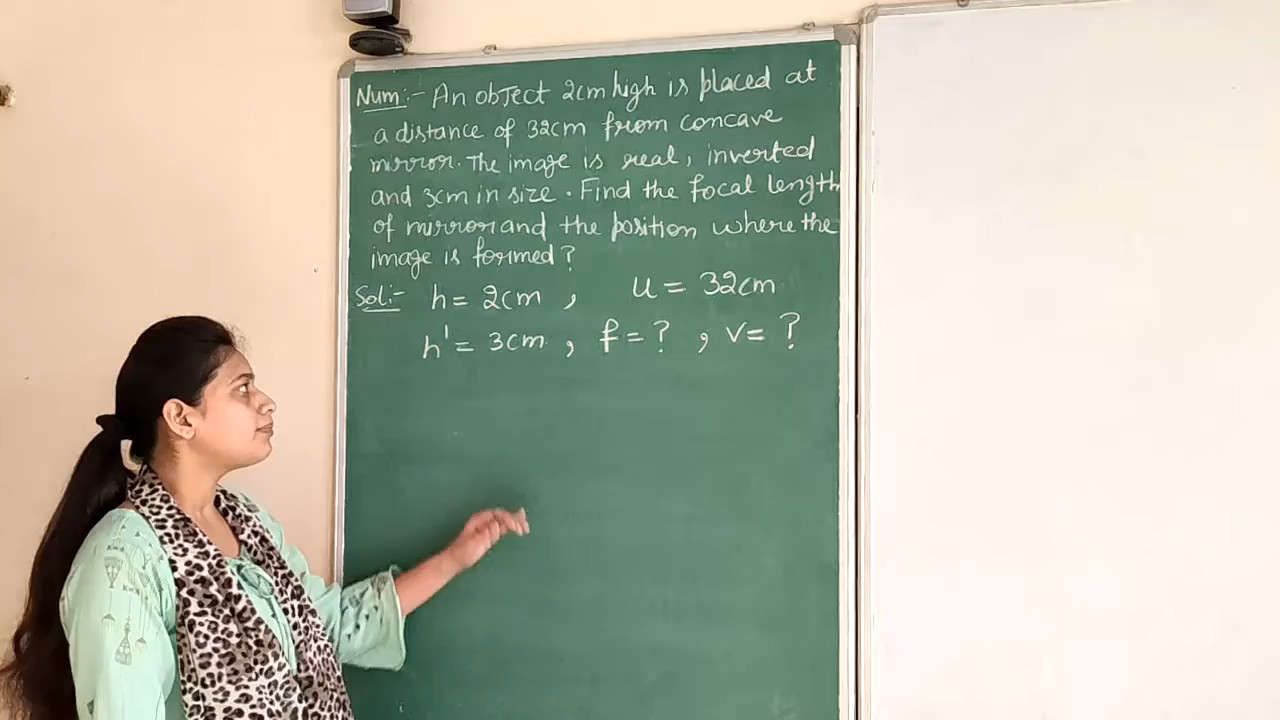 Num:- An object 2cm high is placed at
a distance of 32cm from concave
mirror. The image is real, inverted
and 3cm in size. Find the focal length
of mirror and the position where the
image is formed?
Sol:- h = 2cm , u = 32cm
h' = 3cm , f = ? , v = ?